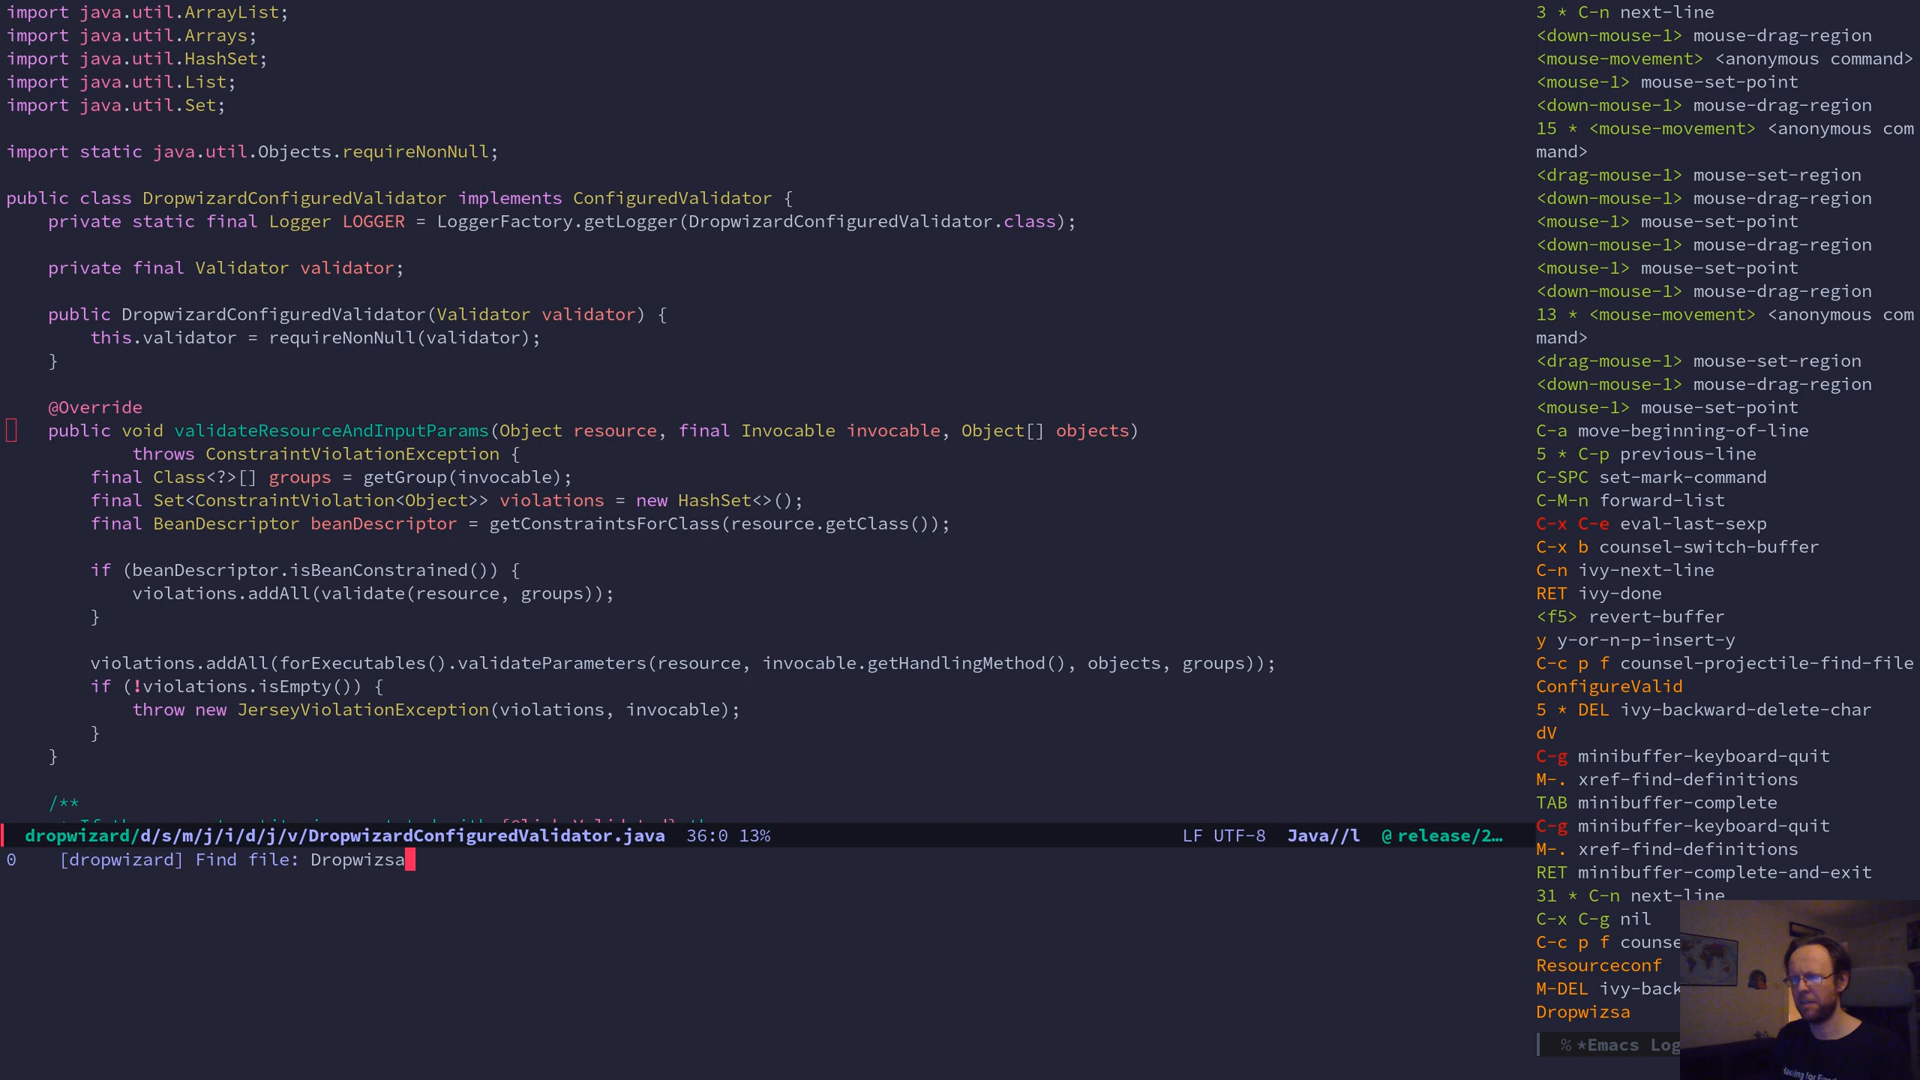 import java.util.ArrayList;
import java.util.Arrays;
import java.util.HashSet;
import java.util.List;
import java.util.Set;
import static java.util.Objects.requireNonNull;
public class DropwizardConfiguredValidator implements ConfiguredValidator {
private static final Logger LOGGER = LoggerFactory.getLogger(DropwizardConfiguredValidator.class);
private final Validator validator;
public DropwizardConfiguredValidator(Validator validator) {
this.validator = requireNonNull(validator);
}
@Override
public void validateResourceAndInputParams(Object resource, final Invocable invocable, Object[] objects)
throws ConstraintViolationException {
final Class<?>[] groups = getGroup(invocable);
final Set<ConstraintViolation<Object>> violations = new HashSet<>();
final BeanDescriptor beanDescriptor = getConstraintsForClass(resource.getClass());
if (beanDescriptor.isBeanConstrained()) {
violations.addAll(validate(resource, groups));
}
violations.addAll(forExecutables().validateParameters(resource, invocable.getHandlingMethod(), objects, groups));
if (!violations.isEmpty()) {
throw new JerseyViolationException(violations, invocable);
}
}
/**
dropwizard/d/s/m/j/i/d/j/v/DropwizardConfiguredValidator.java 36:0 13% LF UTF-8 Java//l @ release/2…
0 [dropwizard] Find file: Dropwizsa
3 * C-n next-line
<down-mouse-1> mouse-drag-region
<mouse-movement> <anonymous command>
<mouse-1> mouse-set-point
<down-mouse-1> mouse-drag-region
15 * <mouse-movement> <anonymous com
mand>
<drag-mouse-1> mouse-set-region
<down-mouse-1> mouse-drag-region
<mouse-1> mouse-set-point
<down-mouse-1> mouse-drag-region
<mouse-1> mouse-set-point
<down-mouse-1> mouse-drag-region
13 * <mouse-movement> <anonymous com
mand>
<drag-mouse-1> mouse-set-region
<down-mouse-1> mouse-drag-region
<mouse-1> mouse-set-point
C-a move-beginning-of-line
5 * C-p previous-line
C-SPC set-mark-command
C-M-n forward-list
C-x C-e eval-last-sexp
C-x b counsel-switch-buffer
C-n ivy-next-line
RET ivy-done
<f5> revert-buffer
y y-or-n-p-insert-y
C-c p f counsel-projectile-find-file
ConfigureValid
5 * DEL ivy-backward-delete-char
dV
C-g minibuffer-keyboard-quit
M-. xref-find-definitions
TAB minibuffer-complete
C-g minibuffer-keyboard-quit
M-. xref-find-definitions
RET minibuffer-complete-and-exit
31 * C-n next-line
C-x C-g nil
C-c p f counse
Resourceconf
M-DEL ivy-back
Dropwizsa
% *Emacs Log